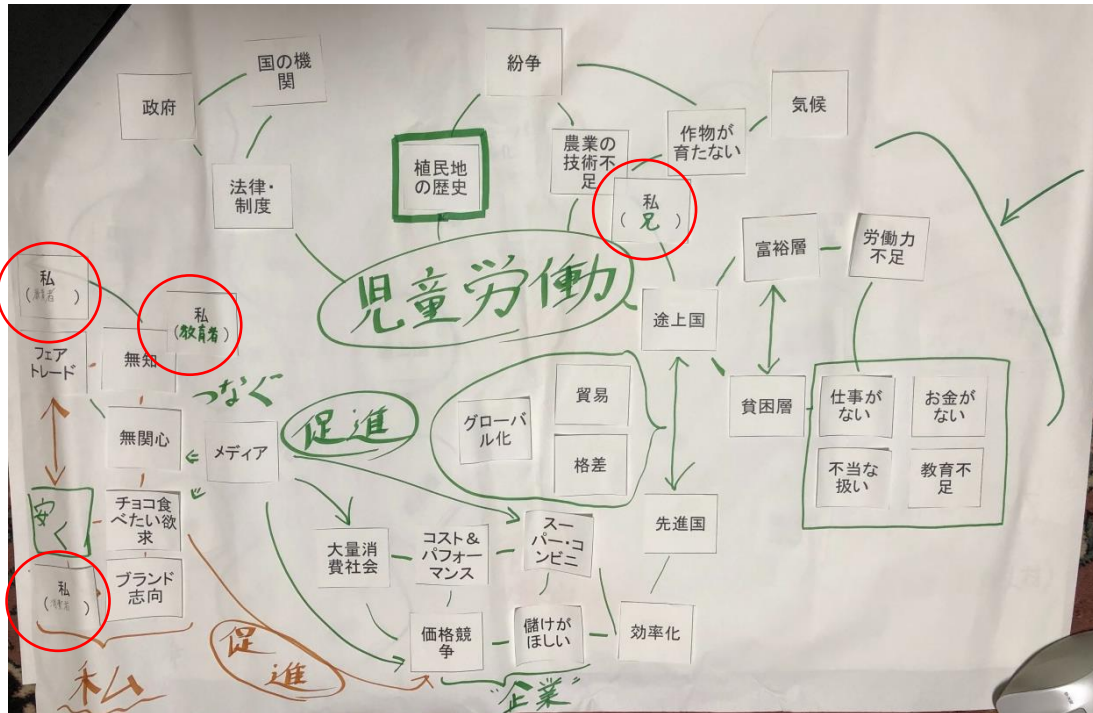 国の機
関
政府
法律・
制度
紛争
植民地
の歴史
農業の
技術不
足
作物が
育たない
気候
私
(兄)
児童労働
富裕層
労働力
不足
途上国
貧困層
仕事が
ない
お金が
ない
不当な
扱い
教育不
足
私
私
(教育者)
フェア
トレード
無知
つなぐ
無関心
メディア
促進
グローバ
ル化
貿易
格差
先進国
安く
チョコ食
べたい欲
求
私
ブランド
志向
大量消
費社会
コスト&
パフォー
マンス
スー
パー・コ
ンビニ
価格競
争
儲けが
ほしい
効率化
促
進
私
"企業"